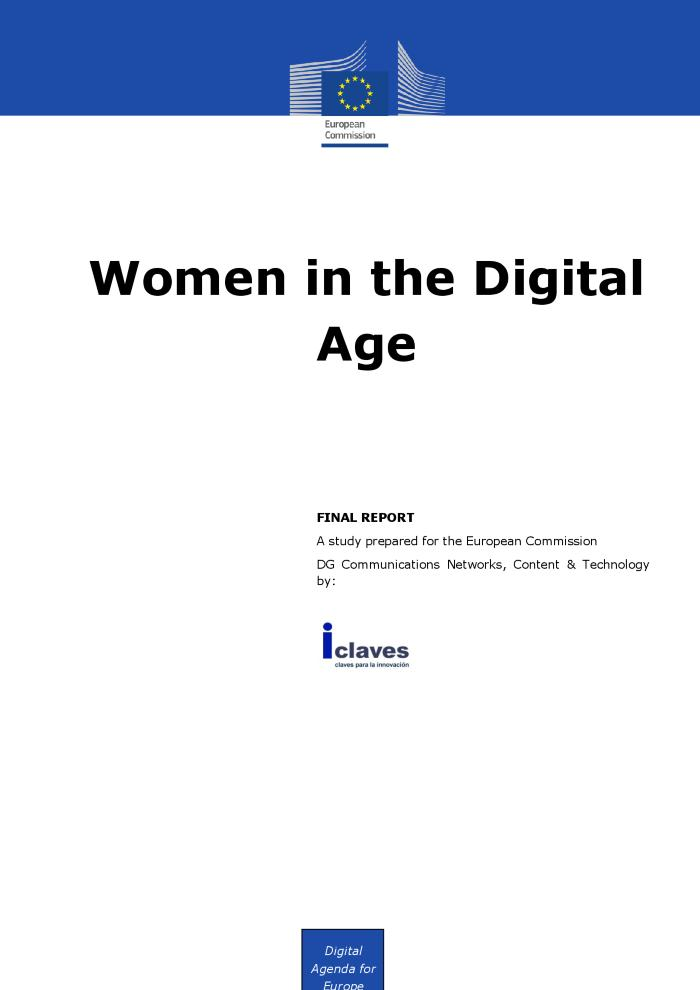 European
Commission
Women in the Digital
Age
FINAL REPORT
A study prepared for the European Commission
DG Communications Networks, Content & Technology
by:
iclaves
claves para la innovación
Digital
Agenda for
Europe